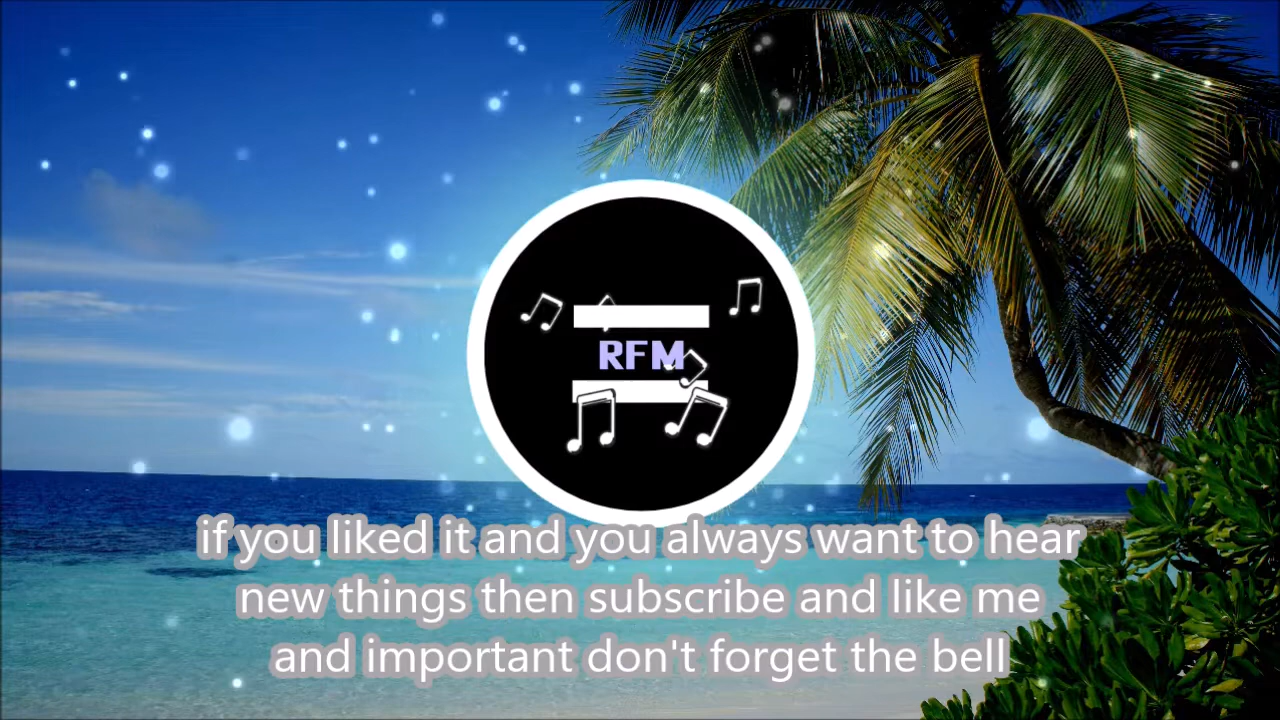 RFM
if you liked it and you always want to hear
new things then subscribe and like me
and important don't forget the bell